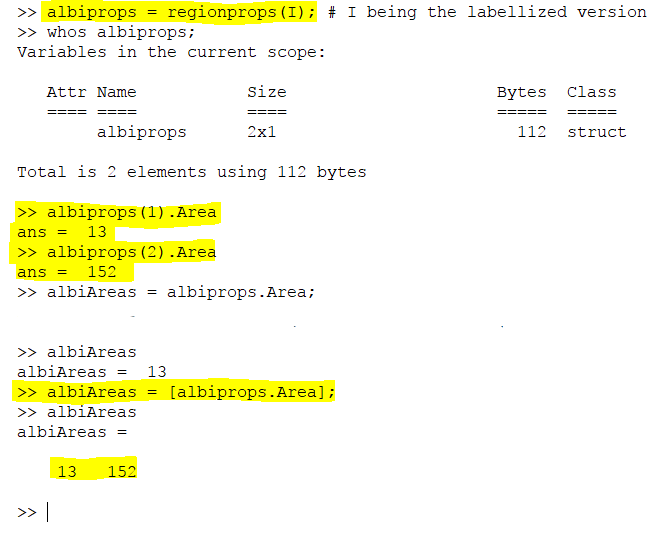 >> albiprops = regionprops(I); # I being the labellized version
>> whos albiprops;
Variables in the current scope:
Attr Name Size Bytes Class
==== ==== ==== ===== =====
albiprops 2x1 112 struct
Total is 2 elements using 112 bytes
>> albiprops(1).Area
ans = 13
>> albiprops(2).Area
ans = 152
>> albiAreas = albiprops.Area;
>> albiAreas
albiAreas = 13
>> albiAreas = [albiprops.Area];
>> albiAreas
albiAreas =
13 152
>>